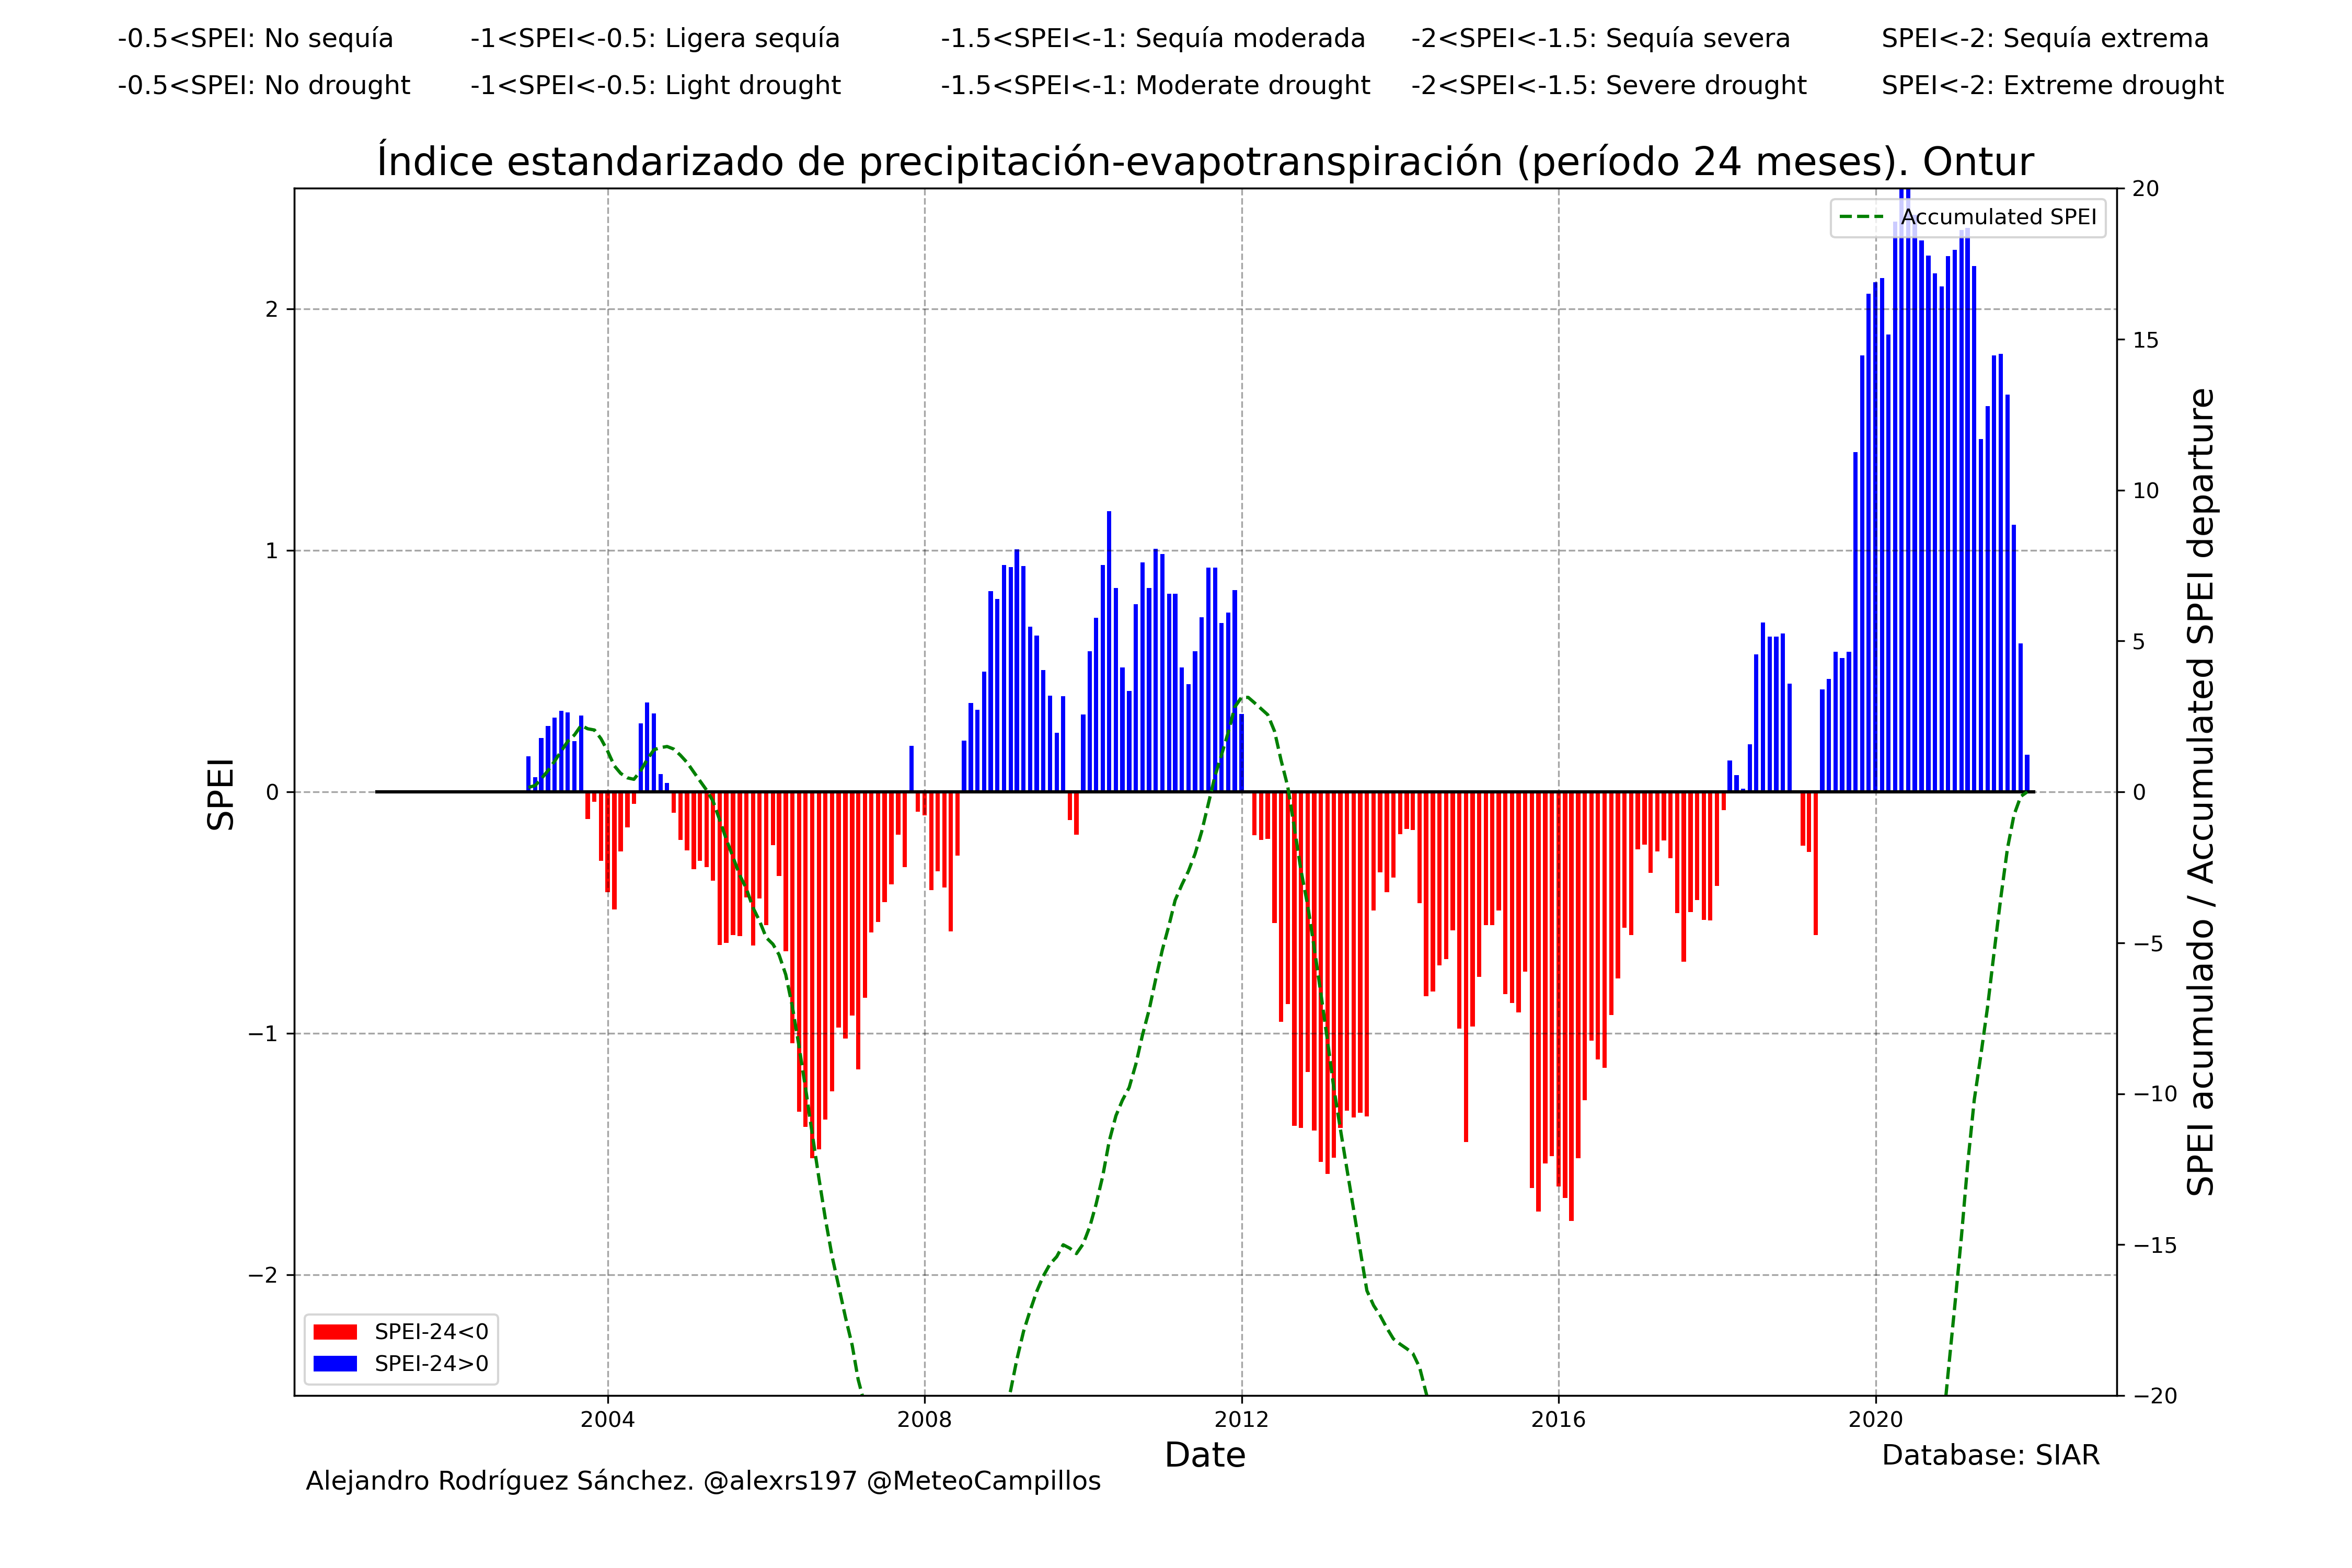 -0.5<SPEI: No sequía -1<SPEI<-0.5: Ligera sequía -1.5<SPEI<-1: Sequía moderada -2<SPEI<-1.5: Sequía severa SPEI<-2: Sequía extrema
-0.5<SPEI: No drought -1<SPEI<-0.5: Light drought -1.5<SPEI<-1: Moderate drought -2<SPEI<-1.5: Severe drought SPEI<-2: Extreme drought
Índice estandarizado de precipitación-evapotranspiración (período 24 meses). Ontur
Accumulated SPEI
SPEI
2
1
0
−1
−2
20
15
10
5
0
−5
−10
−15
−20
SPEI acumulado / Accumulated SPEI departure
SPEI-24<0
SPEI-24>0
2004 2008 2012 2016 2020
Date
Database: SIAR
Alejandro Rodríguez Sánchez. @alexrs197 @MeteoCampillos